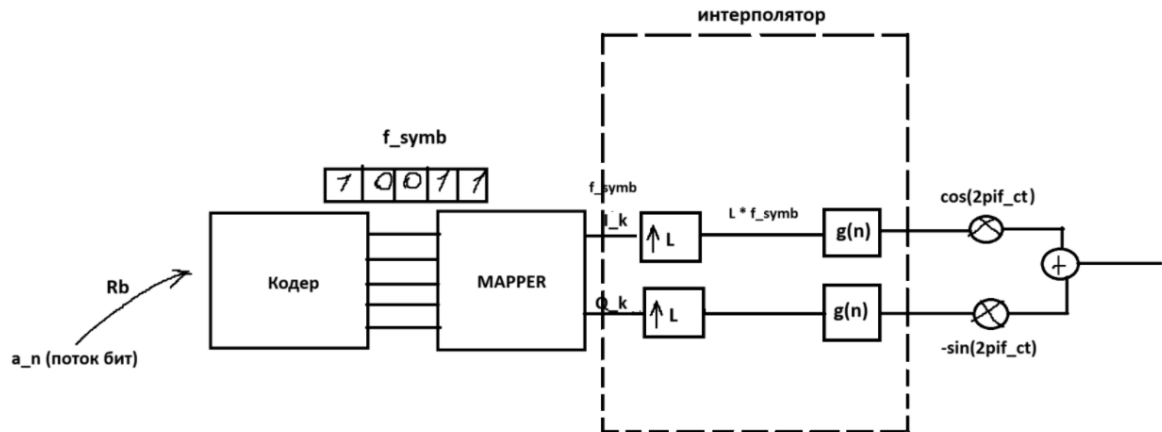 интерполятор
f_symb
1 0 0 1 1
f_symb
I_k
↑ L
L * f_symb
g(n)
cos(2pif_ct)
Rb
Кодер
MAPPER
+
Q_k
↑ L
g(n)
-sin(2pif_ct)
a_n (поток бит)